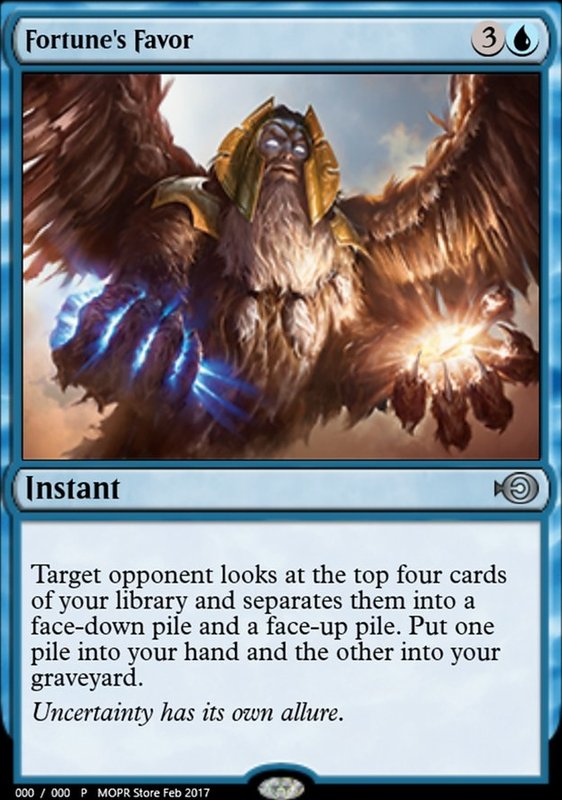 Fortune's Favor 3
Instant
Target opponent looks at the top four cards
of your library and separates them into a
face-down pile and a face-up pile. Put one
pile into your hand and the other into your
graveyard.
Uncertainty has its own allure.
000 / 000 P MOPR Store Feb 2017